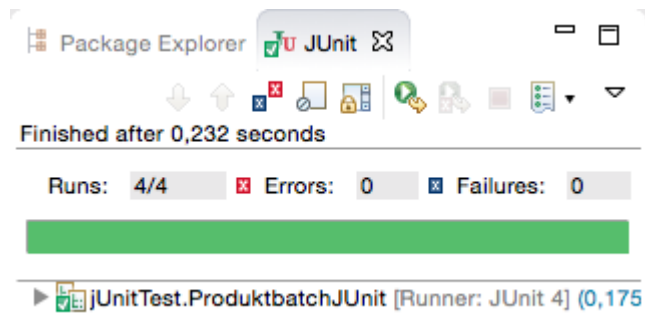 Package Explorer JUnit
Finished after 0,232 seconds
Runs: 4/4 Errors: 0 Failures: 0
jUnitTest.ProduktbatchJUnit [Runner: JUnit 4] (0,175